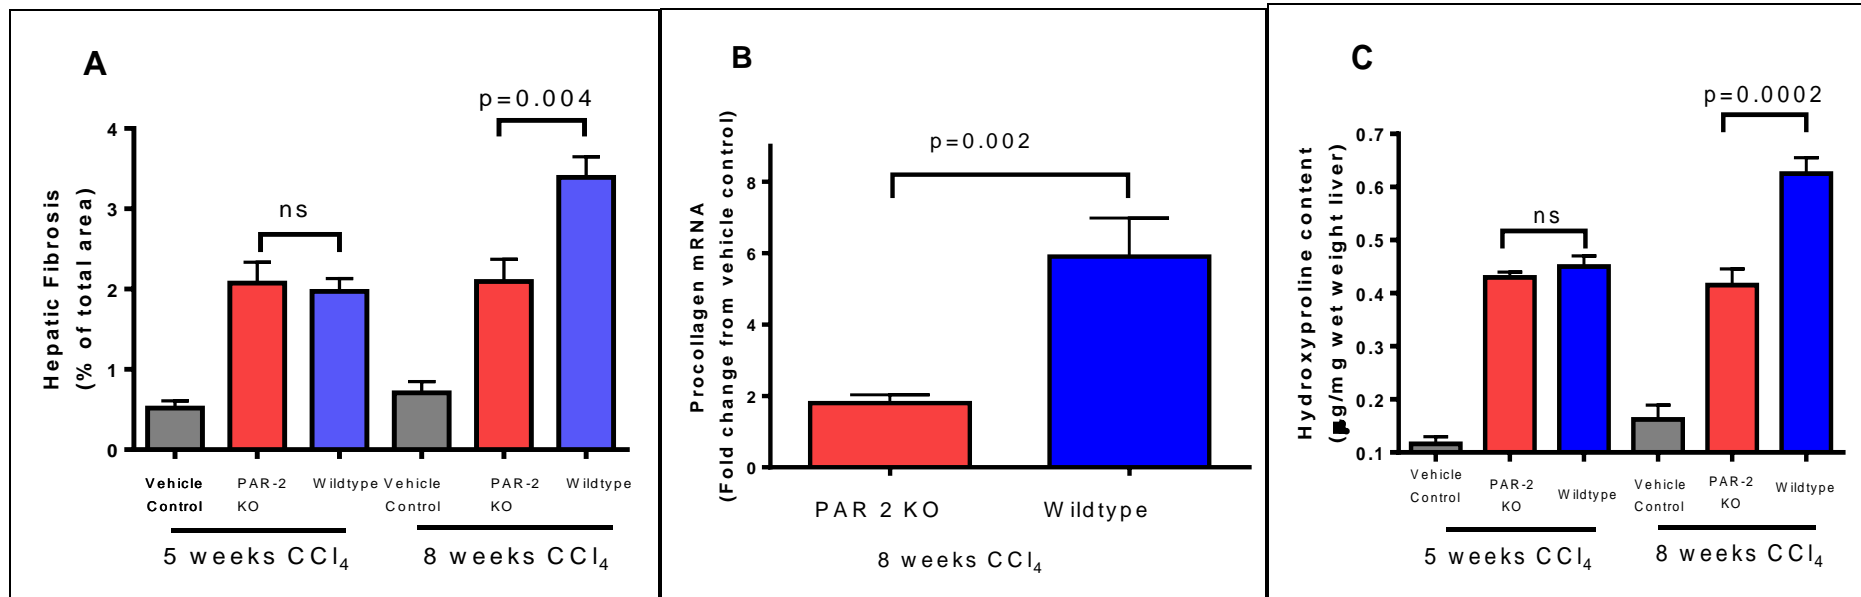 A
p=0.004
4
3
2
1
0
Hepatic Fibrosis
(% of total area)
ns
Vehicle Control
PAR-2 KO
Wildtype
Vehicle Control
PAR-2 KO
Wildtype
5 weeks CCl₄
8 weeks CCl₄
B
p=0.002
8
6
4
2
0
Procollagen mRNA
(Fold change from vehicle control)
PAR 2 KO
Wildtype
8 weeks CCl₄
C
p=0.0002
0.7
0.6
0.5
0.4
0.3
0.2
0.1
Hydroxyproline content
(µg/mg wet weight liver)
ns
Vehicle
Control
PAR-2
KO
Wildtype
Vehicle
Control
PAR-2
KO
Wildtype
5 weeks CCl₄
8 weeks CCl₄